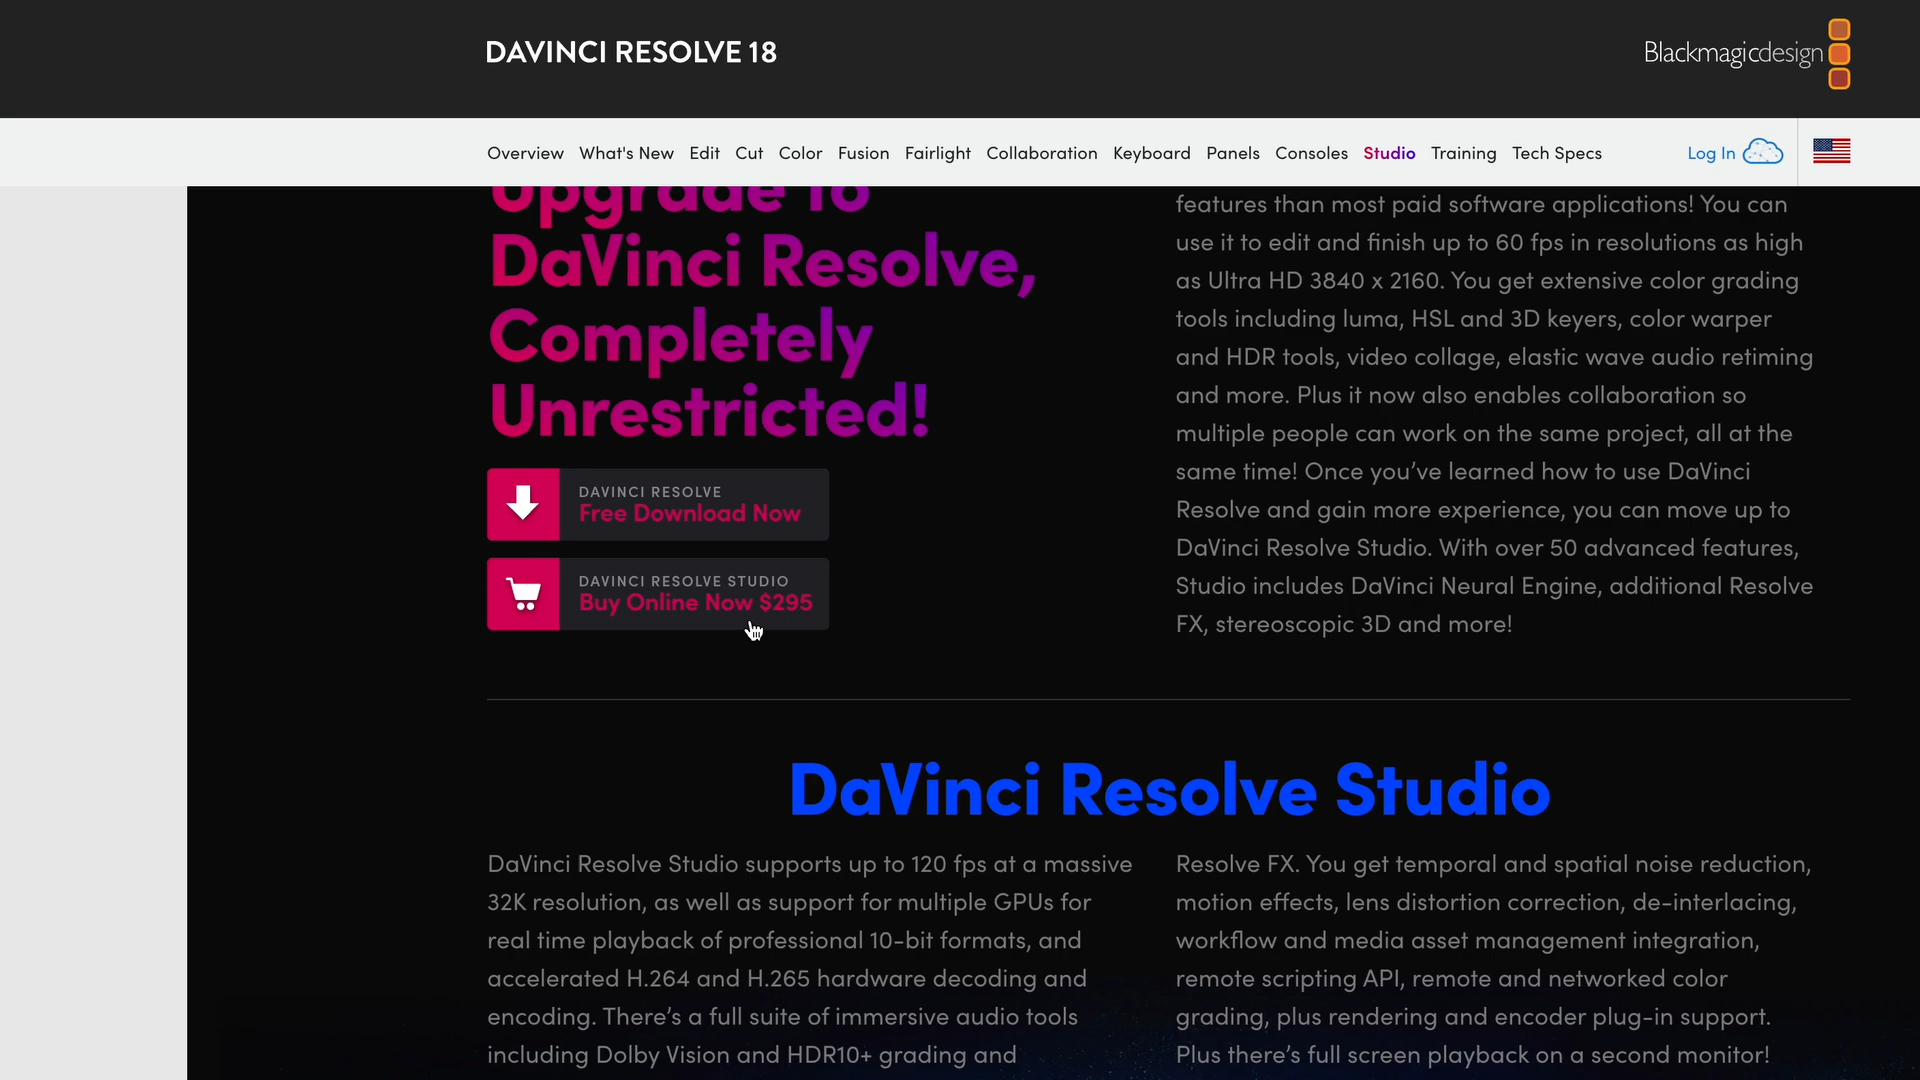 DAVINCI RESOLVE 18
Blackmagicdesign
Overview What's New Edit Cut Color Fusion Fairlight Collaboration Keyboard Panels Consoles Studio Training Tech Specs
Log In
Upgrade to
DaVinci Resolve,
Completely
Unrestricted!
DAVINCI RESOLVE
Free Download Now
DAVINCI RESOLVE STUDIO
Buy Online Now $295
features than most paid software applications! You can
use it to edit and finish up to 60 fps in resolutions as high
as Ultra HD 3840 x 2160. You get extensive color grading
tools including luma, HSL and 3D keyers, color warper
and HDR tools, video collage, elastic wave audio retiming
and more. Plus it now also enables collaboration so
multiple people can work on the same project, all at the
same time! Once you’ve learned how to use DaVinci
Resolve and gain more experience, you can move up to
DaVinci Resolve Studio. With over 50 advanced features,
Studio includes DaVinci Neural Engine, additional Resolve
FX, stereoscopic 3D and more!
DaVinci Resolve Studio
DaVinci Resolve Studio supports up to 120 fps at a massive
32K resolution, as well as support for multiple GPUs for
real time playback of professional 10-bit formats, and
accelerated H.264 and H.265 hardware decoding and
encoding. There’s a full suite of immersive audio tools
including Dolby Vision and HDR10+ grading and
Resolve FX. You get temporal and spatial noise reduction,
motion effects, lens distortion correction, de-interlacing,
workflow and media asset management integration,
remote scripting API, remote and networked color
grading, plus rendering and encoder plug-in support.
Plus there’s full screen playback on a second monitor!